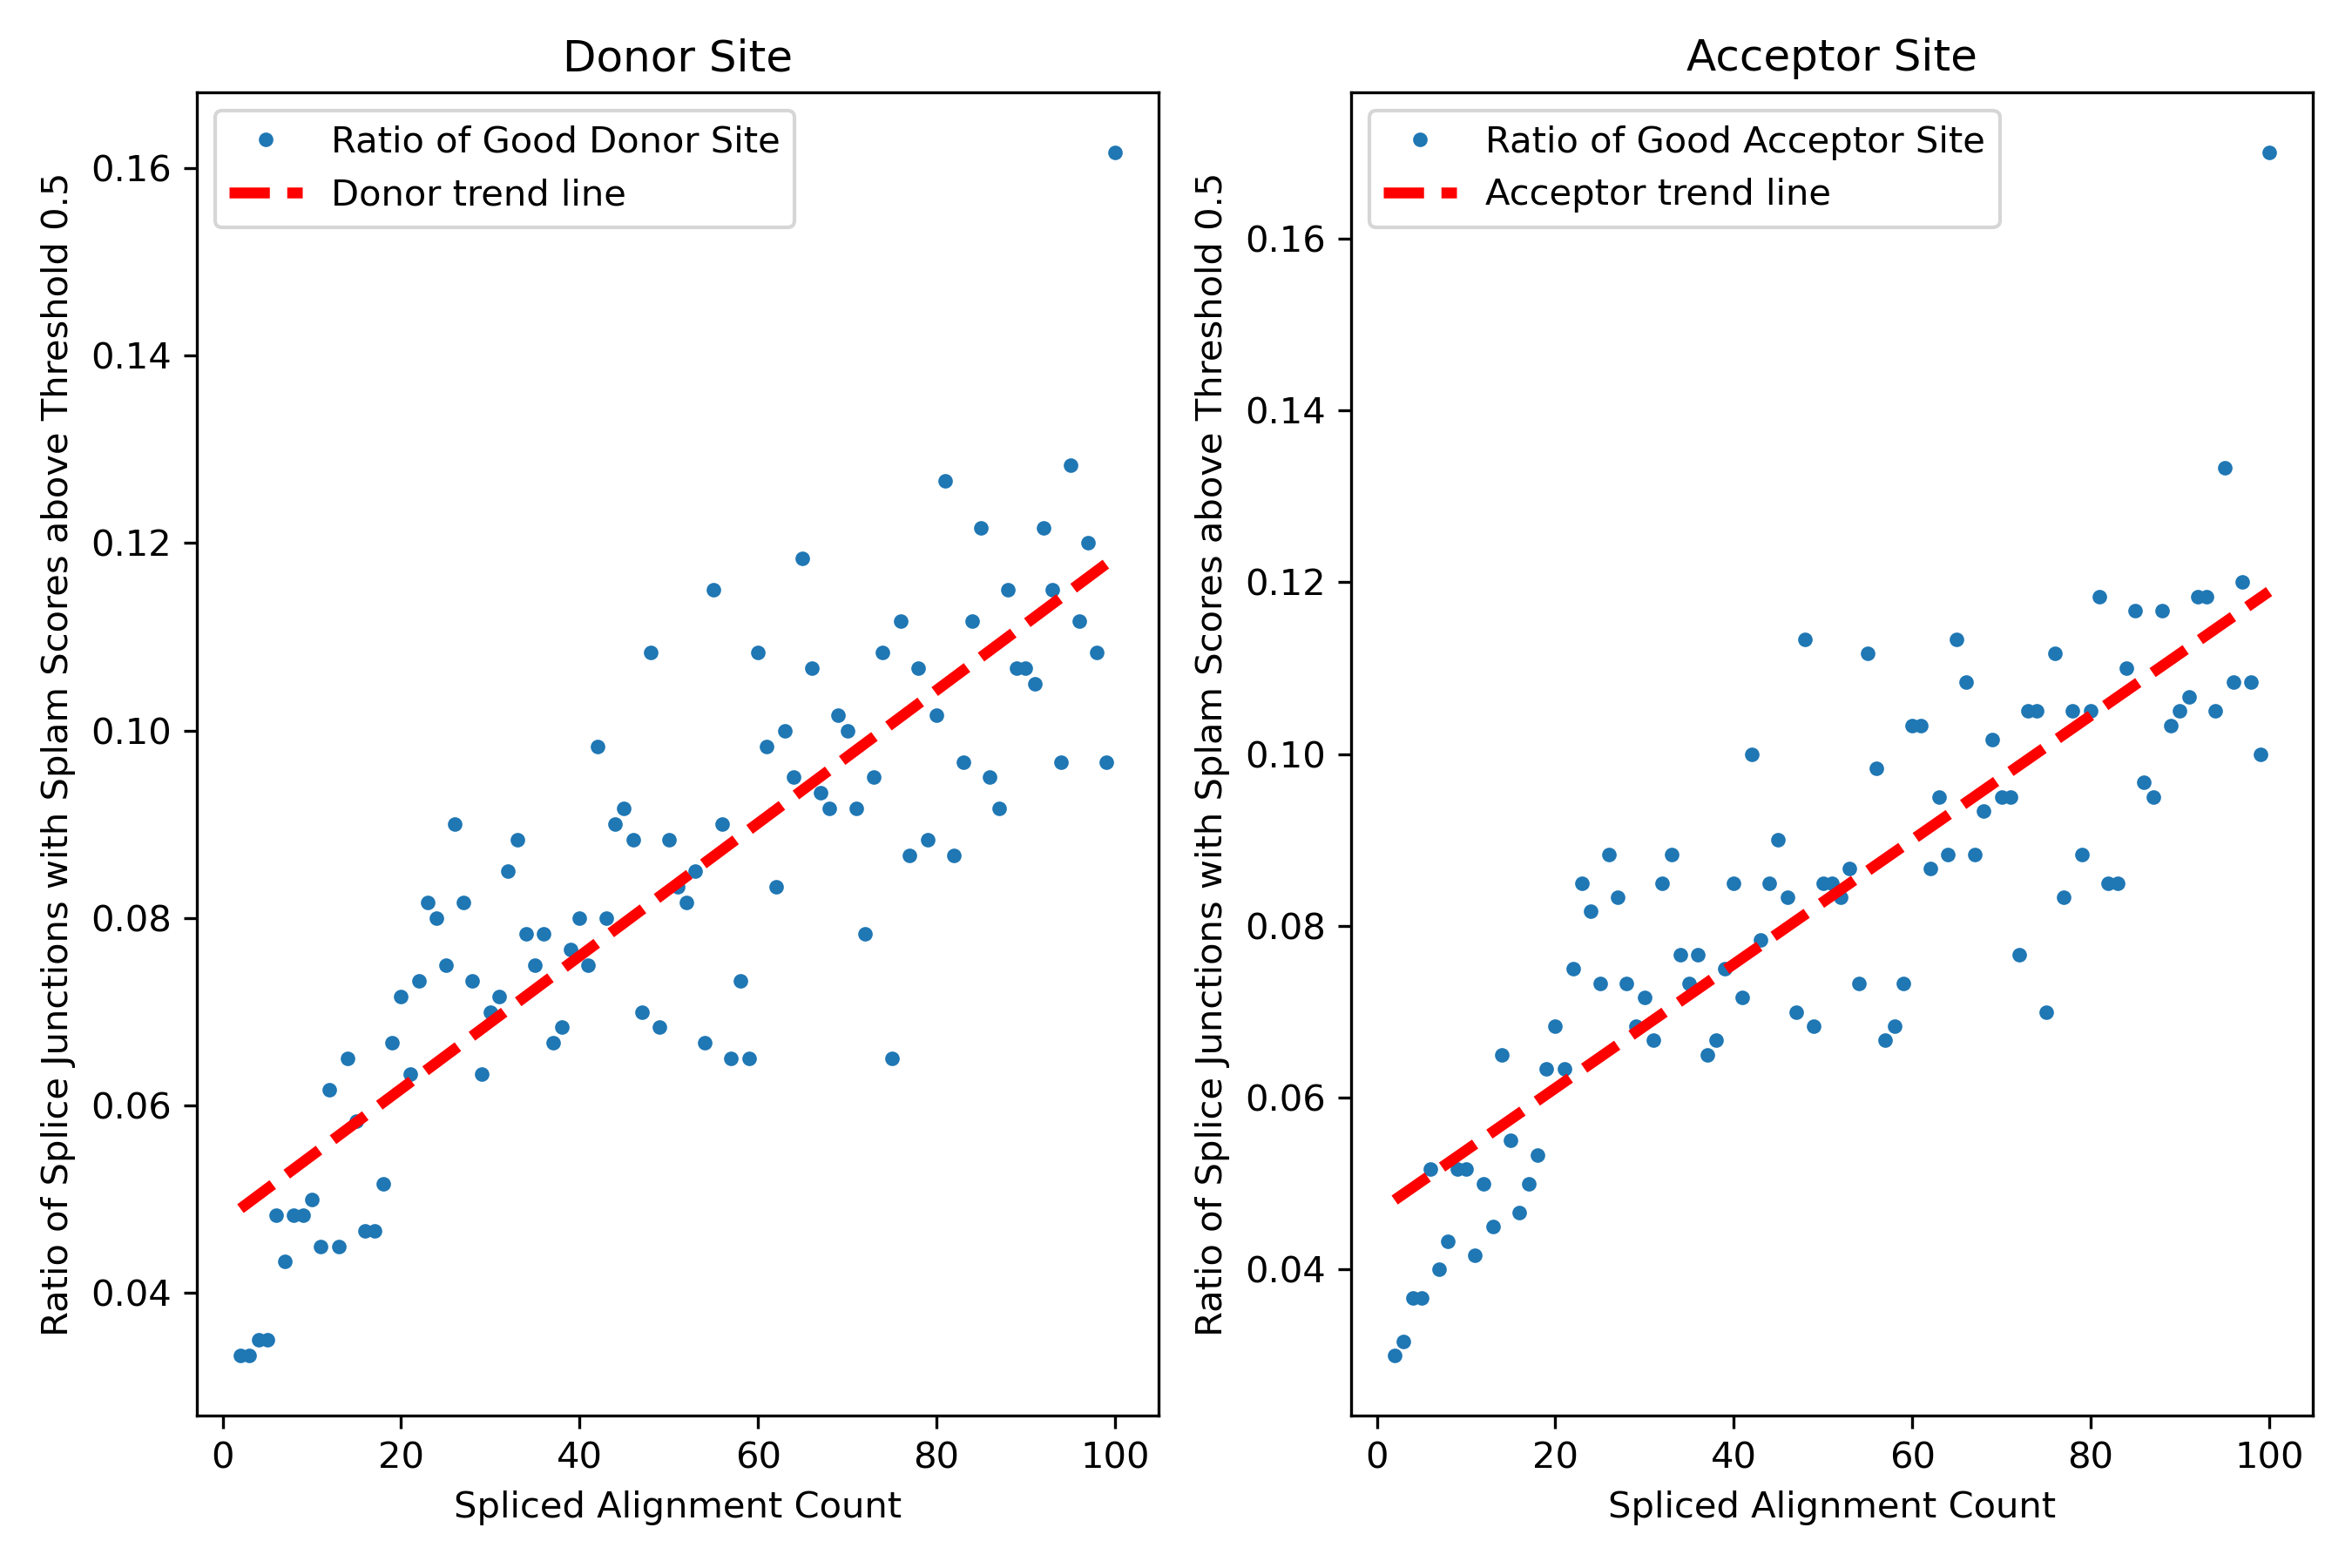 Donor Site
Ratio of Good Donor Site
Donor trend line
Ratio of Splice Junctions with Splam Scores above Threshold 0.5
0.16
0.14
0.12
0.10
0.08
0.06
0.04
0
20
40
60
80
100
Spliced Alignment Count
Acceptor Site
Ratio of Good Acceptor Site
Acceptor trend line
Ratio of Splice Junctions with Splam Scores above Threshold 0.5
0.16
0.14
0.12
0.10
0.08
0.06
0.04
0
20
40
60
80
100
Spliced Alignment Count